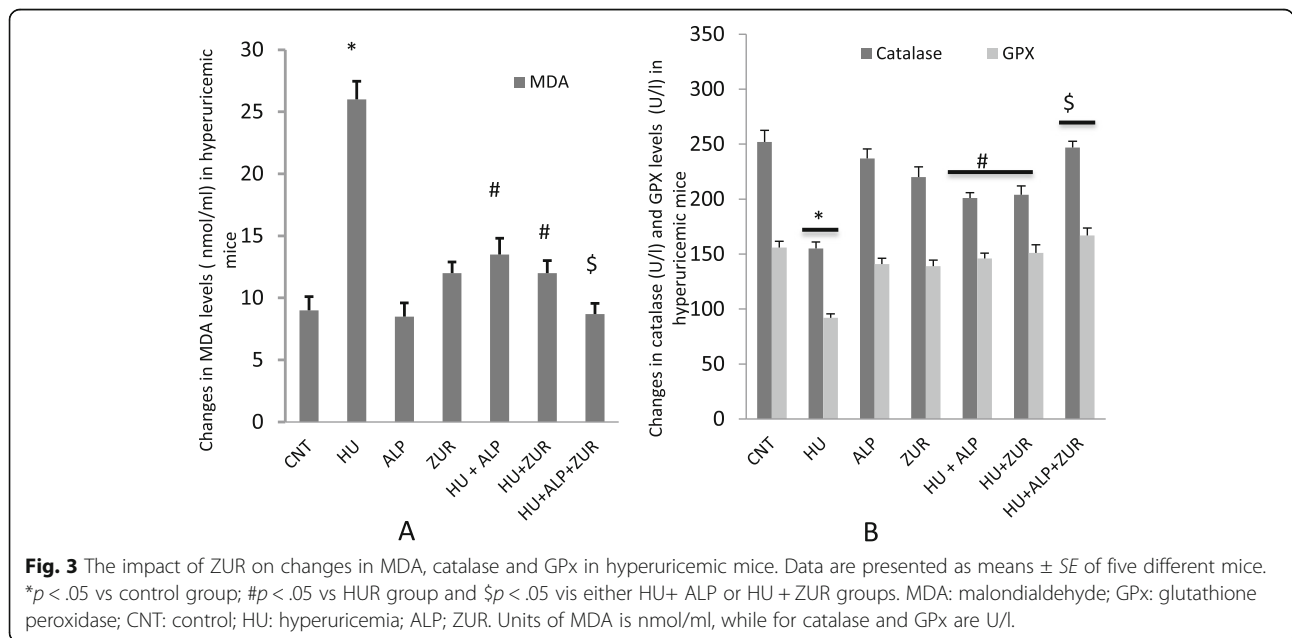 30
25
20
15
10
5
0
Changes in MDA levels ( nmol/ml) in hyperuricemic
mice
*
#
#
$
MDA
CNT
HU
ALP
ZUR
HU + ALP
HU+ZUR
HU+ALP+ZUR
A
350
300
250
200
150
100
50
0
Changes in catalase (U/l) and GPX levels (U/l) in
hyperuricemic mice
Catalase
GPX
*
#
$
CNT
HU
ALP
ZUR
HU + ALP
HU+ZUR
HU+ALP+ZUR
B
Fig. 3 The impact of ZUR on changes in MDA, catalase and GPx in hyperuricemic mice. Data are presented as means ± SE of five different mice.
*p < .05 vs control group; #p < .05 vs HUR group and $p < .05 vis either HU+ ALP or HU + ZUR groups. MDA: malondialdehyde; GPx: glutathione
peroxidase; CNT: control; HU: hyperuricemia; ALP; ZUR. Units of MDA is nmol/ml, while for catalase and GPx are U/l.